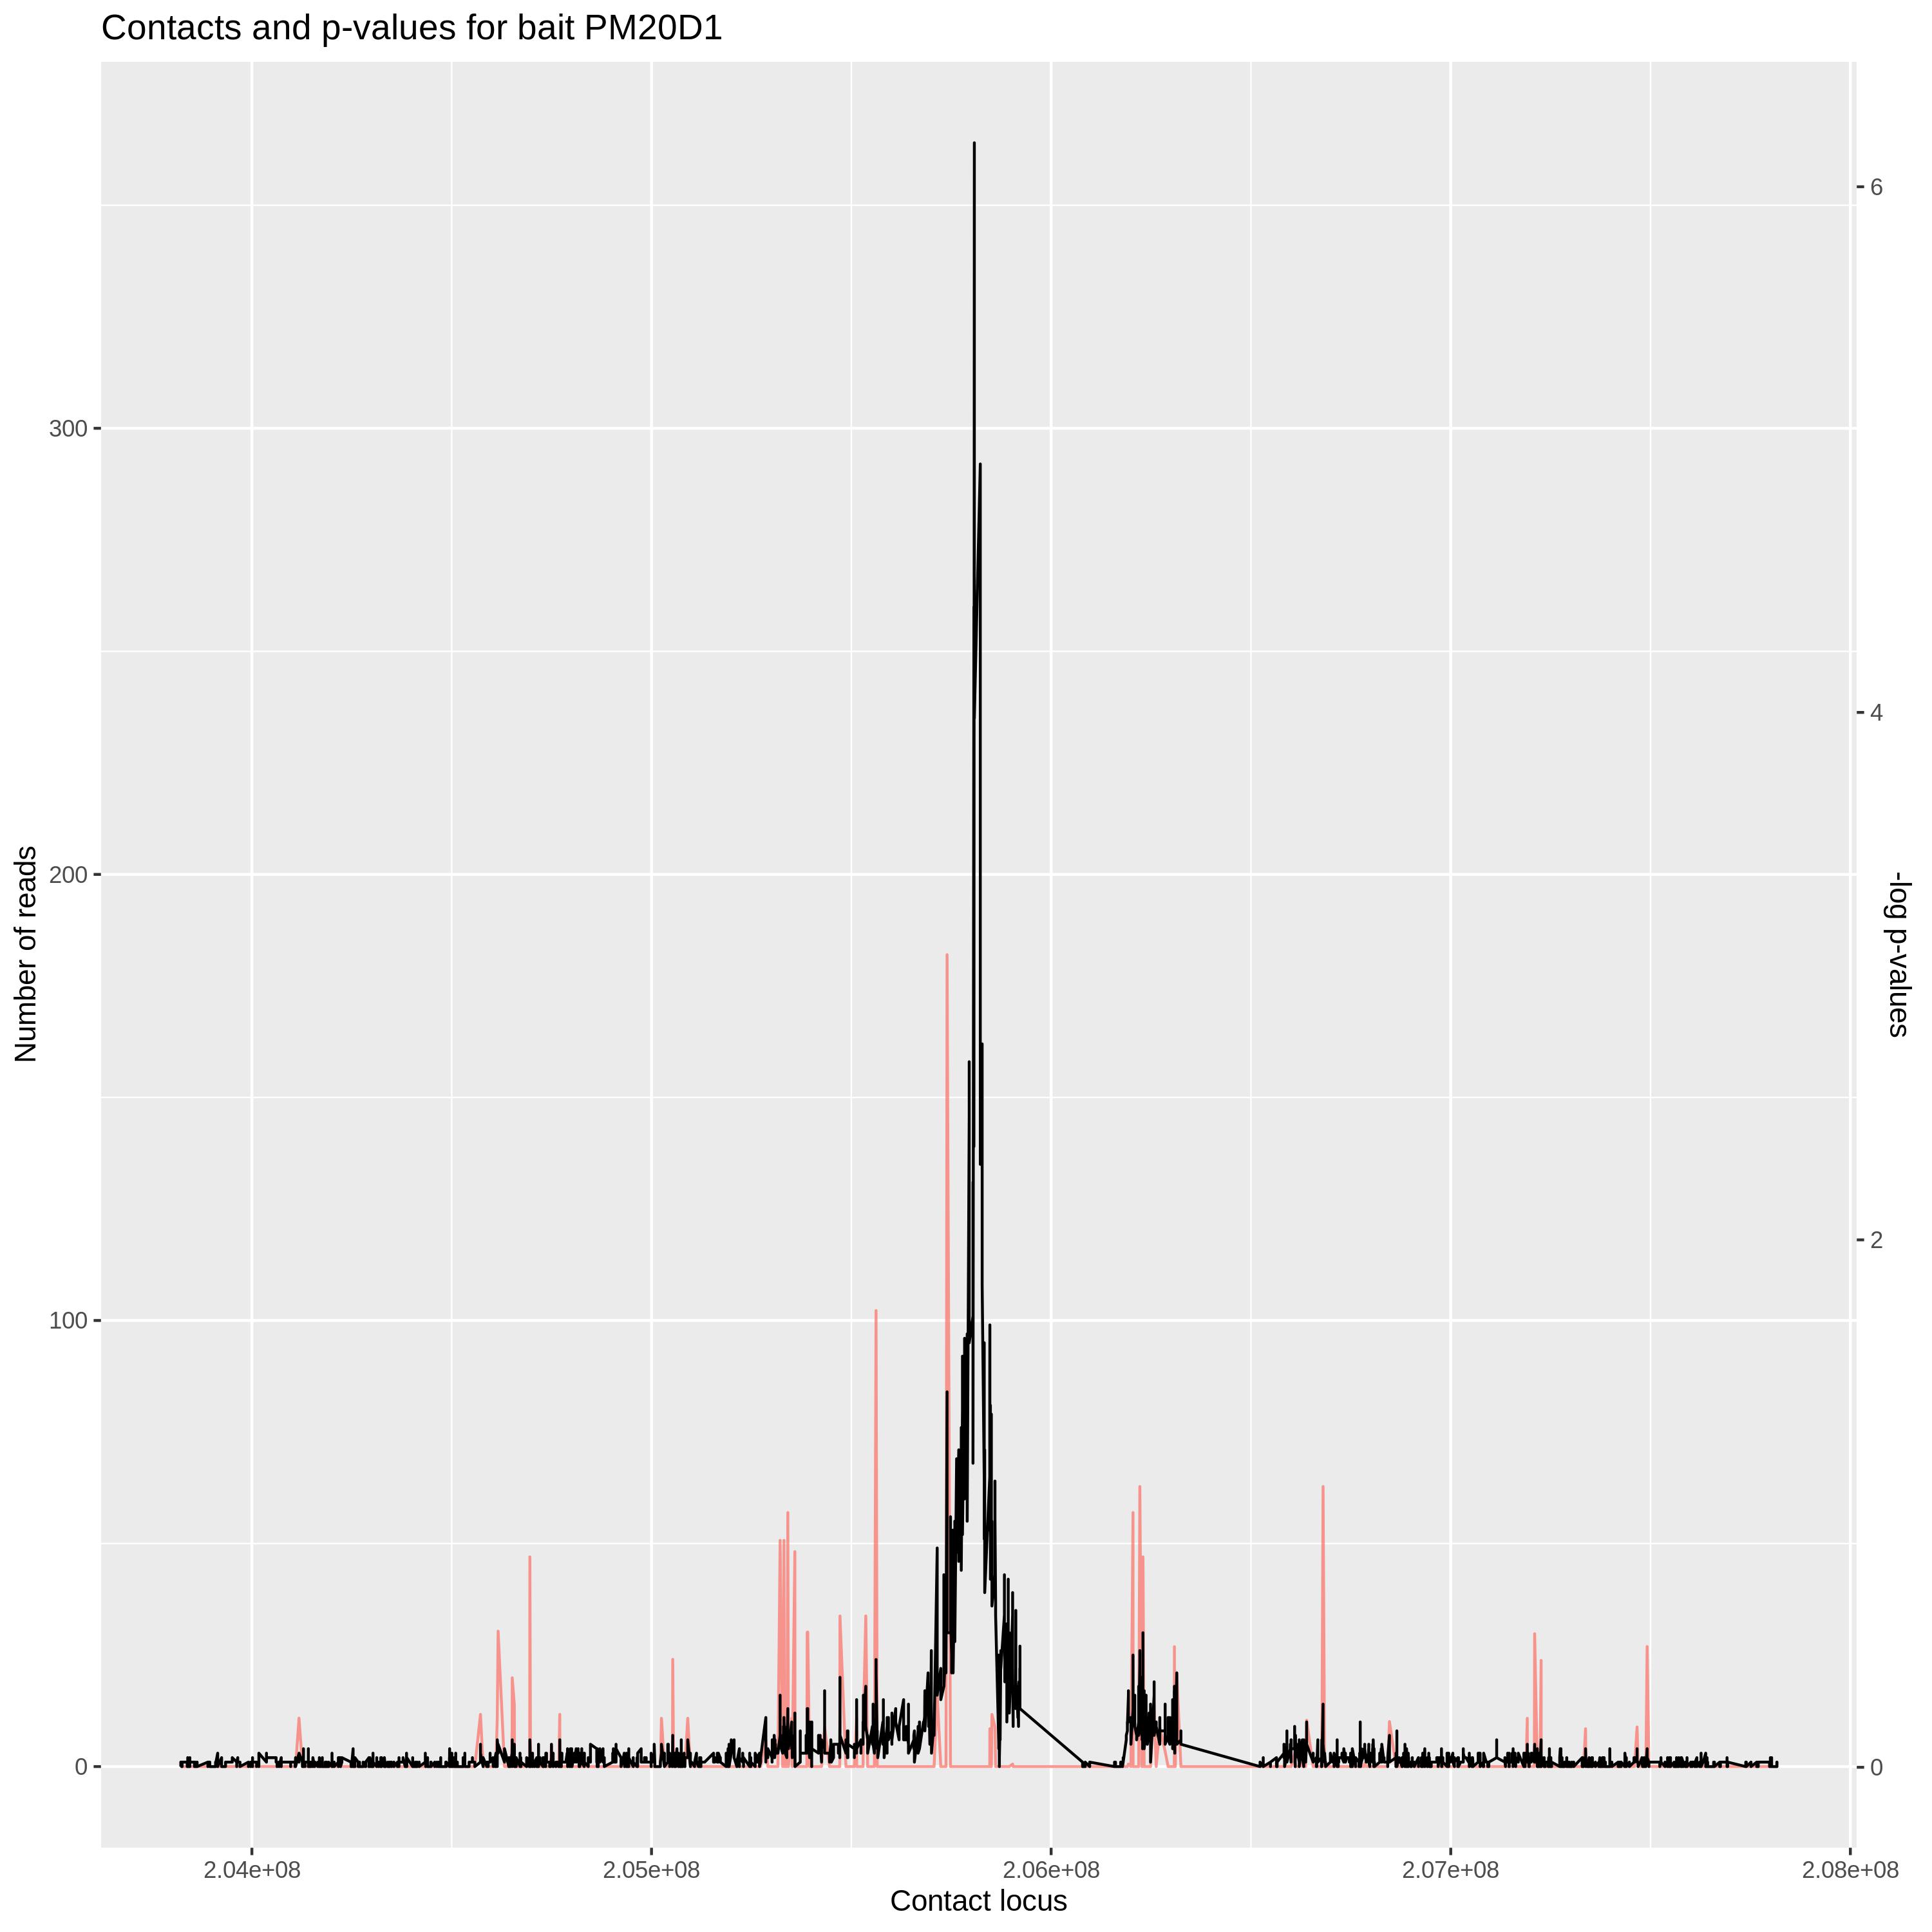 Contacts and p-values for bait PM20D1
Number of reads
300
200
100
0
6
4
2
0
-log p-values
2.04e+08 2.05e+08 2.06e+08 2.07e+08 2.08e+08
Contact locus